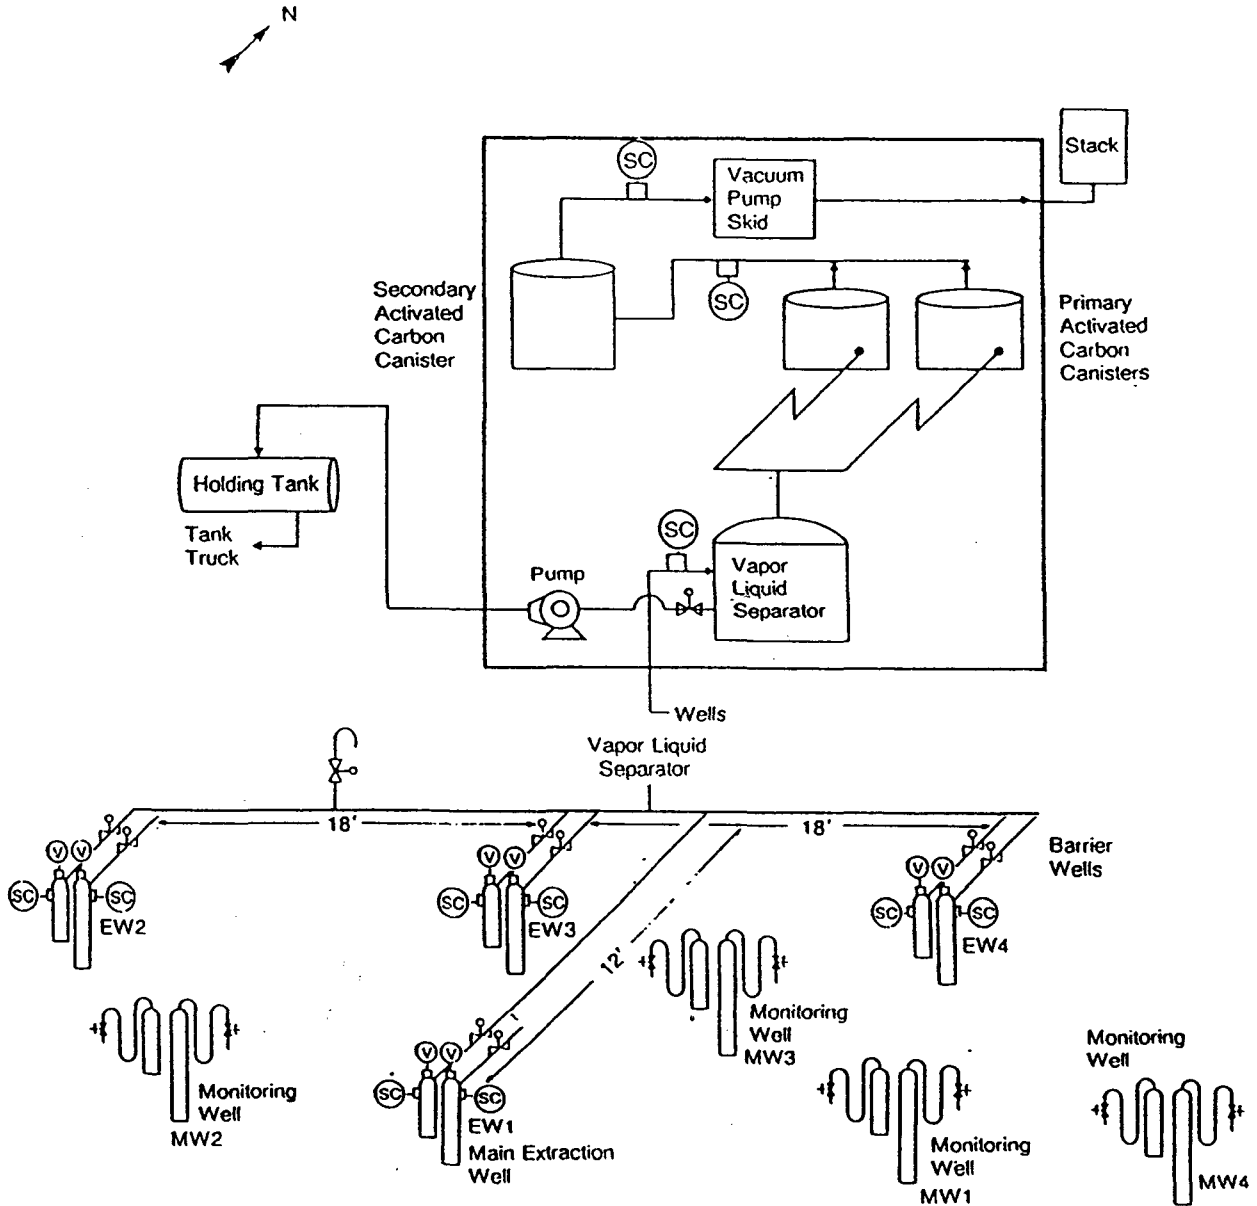 N
Stack
SC
Vacuum
Pump
Skid
Secondary
Activated
Carbon
Canister
SC
Primary
Activated
Carbon
Canisters
Holding Tank
Tank
Truck
SC
Pump
Vapor
Liquid
Separator
Wells
Vapor Liquid
Separator
18'
18'
Barrier
Wells
V V
SC SC
EW2
V V
SC SC
EW3
V V
SC SC
EW4
12'
Monitoring
Well
MW3
Monitoring
Well
MW2
V V
SC SC
EW1
Main Extraction
Well
Monitoring
Well
MW1
Monitoring
Well
MW4